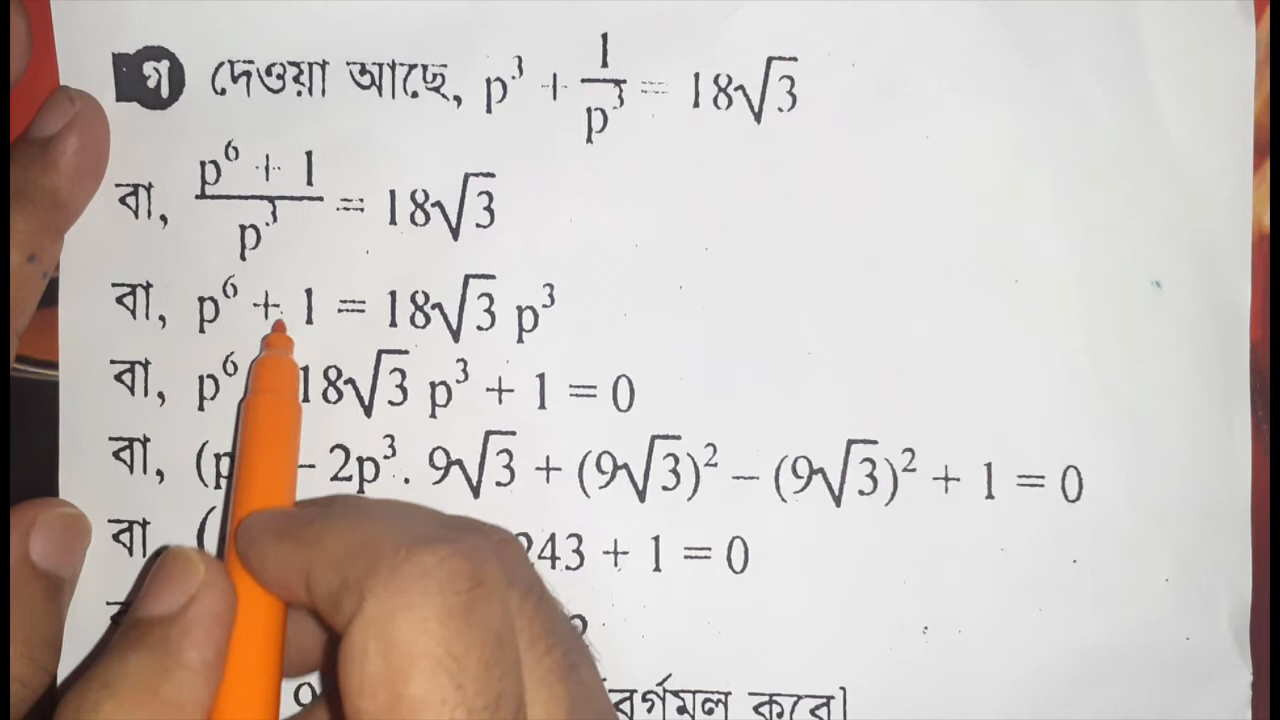 গ দেওয়া আছে, p³ + 1/p³ = 18√3
বা, (p⁶ + 1)/p³ = 18√3
বা, p⁶ + 1 = 18√3 p³
বা, p⁶ 18√3 p³ + 1 = 0
বা, (p – 2p³. 9√3 + (9√3)² – (9√3)² + 1 = 0
বা, ( 243 + 1 = 0
[বর্গমূল করে]